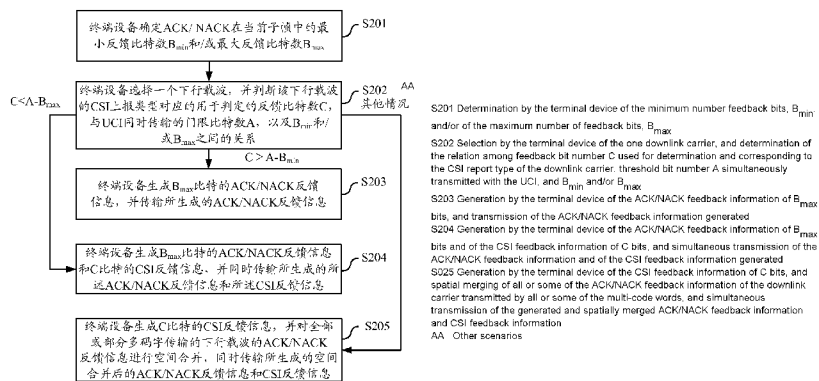 终端设备确定ACK/ NACK在当前子帧中的最
小反馈比特数Bmin和/或最大反馈比特数Bmax
S201
终端设备选择一个下行载波，并判断该下行载波
的CSI上报类型对应的用于判定的反馈比特数C，
与UCI同时传输的门限比特数A，以及Bmin和/
或Bmax之间的关系
S202
AA
其他情况
C<A-Bmax
C＞A-Bmin
终端设备生成Bmax比特的ACK/NACK反馈
信息，并传输所生成的ACK/NACK反馈信息
S203
终端设备生成Bmax比特的ACK/NACK反馈信息
和C比特的CSI反馈信息，并同时传输所生成的所
述ACK/NACK反馈信息和所述CSI反馈信息
S204
终端设备生成C比特的CSI反馈信息，并对全部
或部分多码字传输的下行载波的ACK/NACK
反馈信息进行空间合并，同时传输所生成的空间
合并后的ACK/NACK反馈信息和CSI反馈信息
S205
S201 Determination by the terminal device of the minimum number feedback bits, Bmin
and/or of the maximum number of feedback bits, Bmax
S202 Selection by the terminal device of the one downlink carrier, and determination of
the relation among feedback bit number C used for determination and corresponding to
the CSI report type of the downlink carrier. threshold bit number A simultaneously
transmitted with the UCI, and Bmin and/or Bmax
S203 Generation by the terminal device of the ACK/NACK feedback information of Bmax
bits, and transmission of the ACK/NACK feedback information generated
S204 Generation by the terminal device of the ACK/NACK feedback information of Bmax
bits and of the CSI feedback information of C bits, and simultaneous transmission of the
ACK/NACK feedback information and of the CSI feedback information generated
S025 Generation by the terminal device of the CSI feedback information of C bits, and
spatial merging of all or some of the ACK/NACK feedback information of the downlink
carrier transmitted by all or some of the multi-code words, and simultaneous
transmission of the generated and spatially merged ACK/NACK feedback information
and CSI feedback information
AA Other scenarios